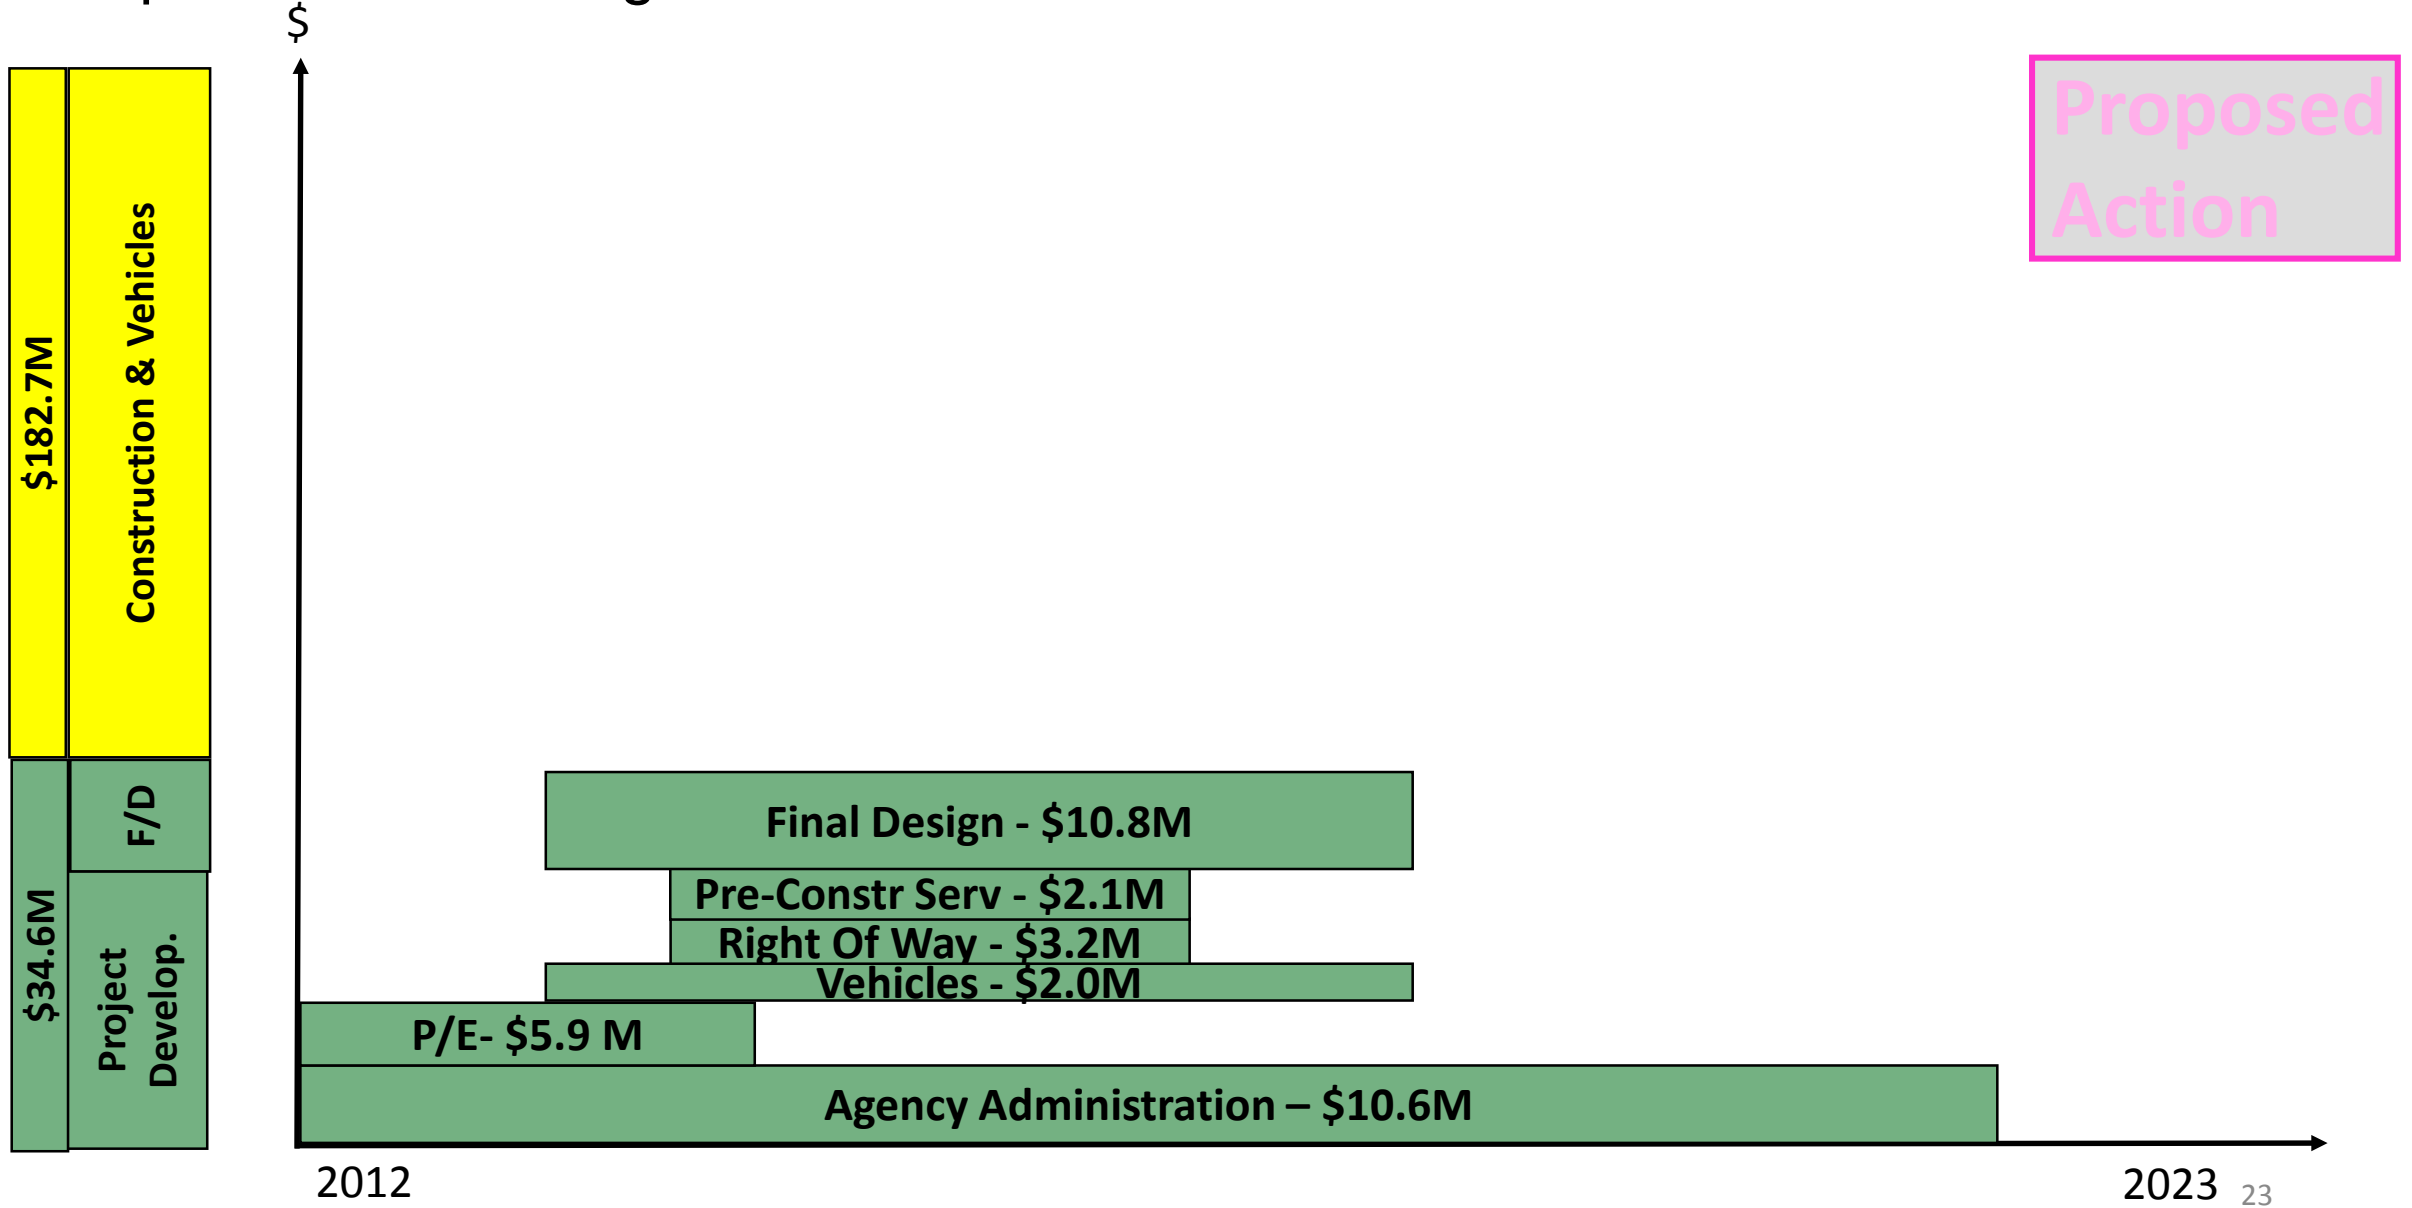 $
Proposed
Action
$182.7M
Construction & Vehicles
F/D
$34.6M
Project
Develop.
Final Design - $10.8M
Pre-Constr Serv - $2.1M
Right Of Way - $3.2M
Vehicles - $2.0M
P/E- $5.9 M
Agency Administration – $10.6M
2012
2023
23